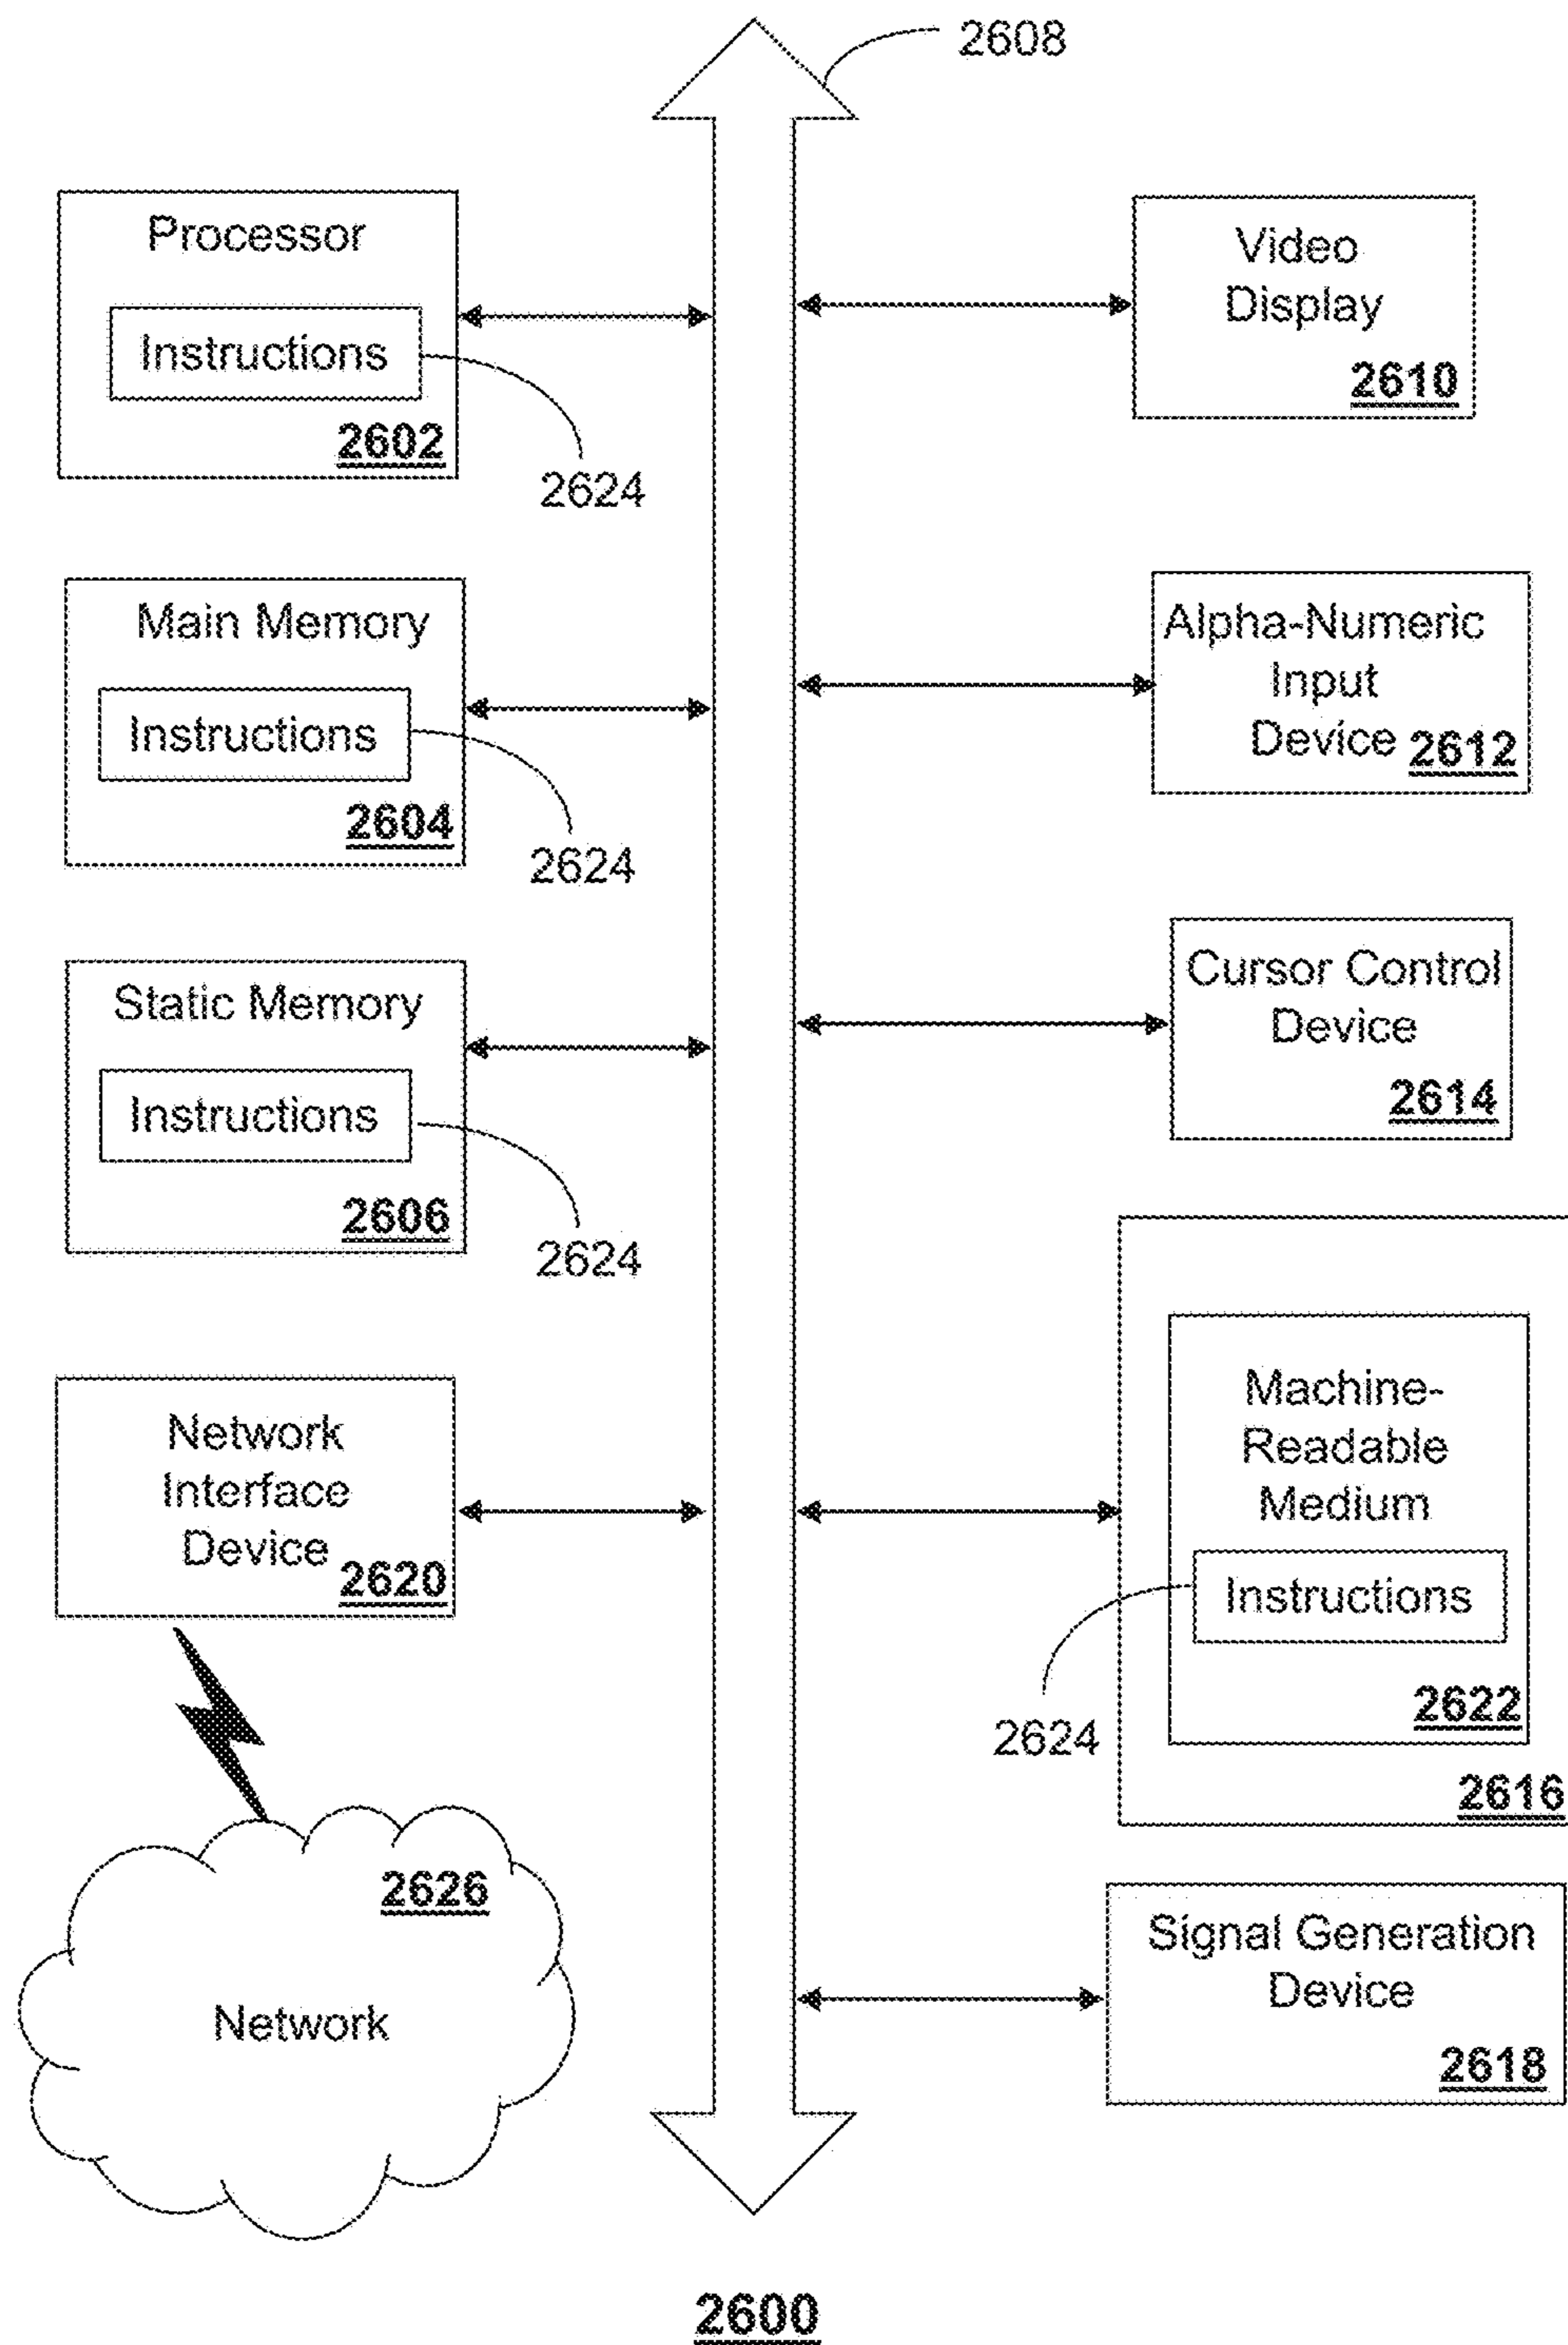 2608
Processor
Instructions
2602
2624
Main Memory
Instructions
2604
2624
Static Memory
Instructions
2606
2624
Network
Interface
Device
2620
2626
Network
Video
Display
2610
Alpha-Numeric
Input
Device 2612
Cursor Control
Device
2614
Machine-
Readable
Medium
Instructions
2622
2624
2616
Signal Generation
Device
2618
2600